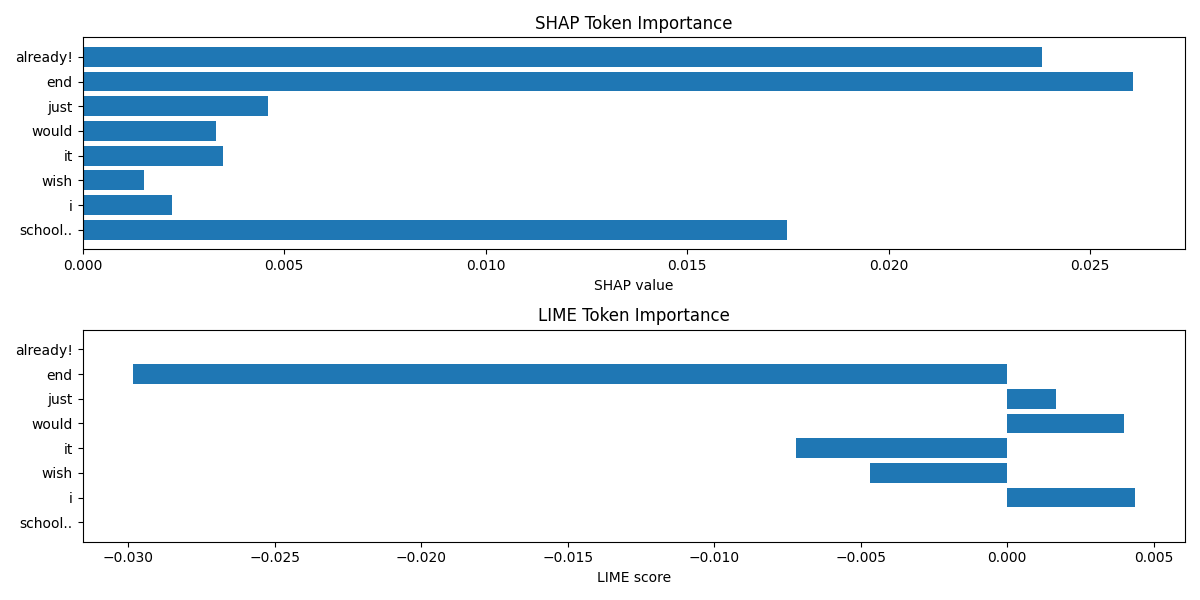 SHAP Token Importance
already!
end
just
would
it
wish
i
school..
0.000 0.005 0.010 0.015 0.020 0.025
SHAP value
LIME Token Importance
already!
end
just
would
it
wish
i
school..
−0.030 −0.025 −0.020 −0.015 −0.010 −0.005 0.000 0.005
LIME score